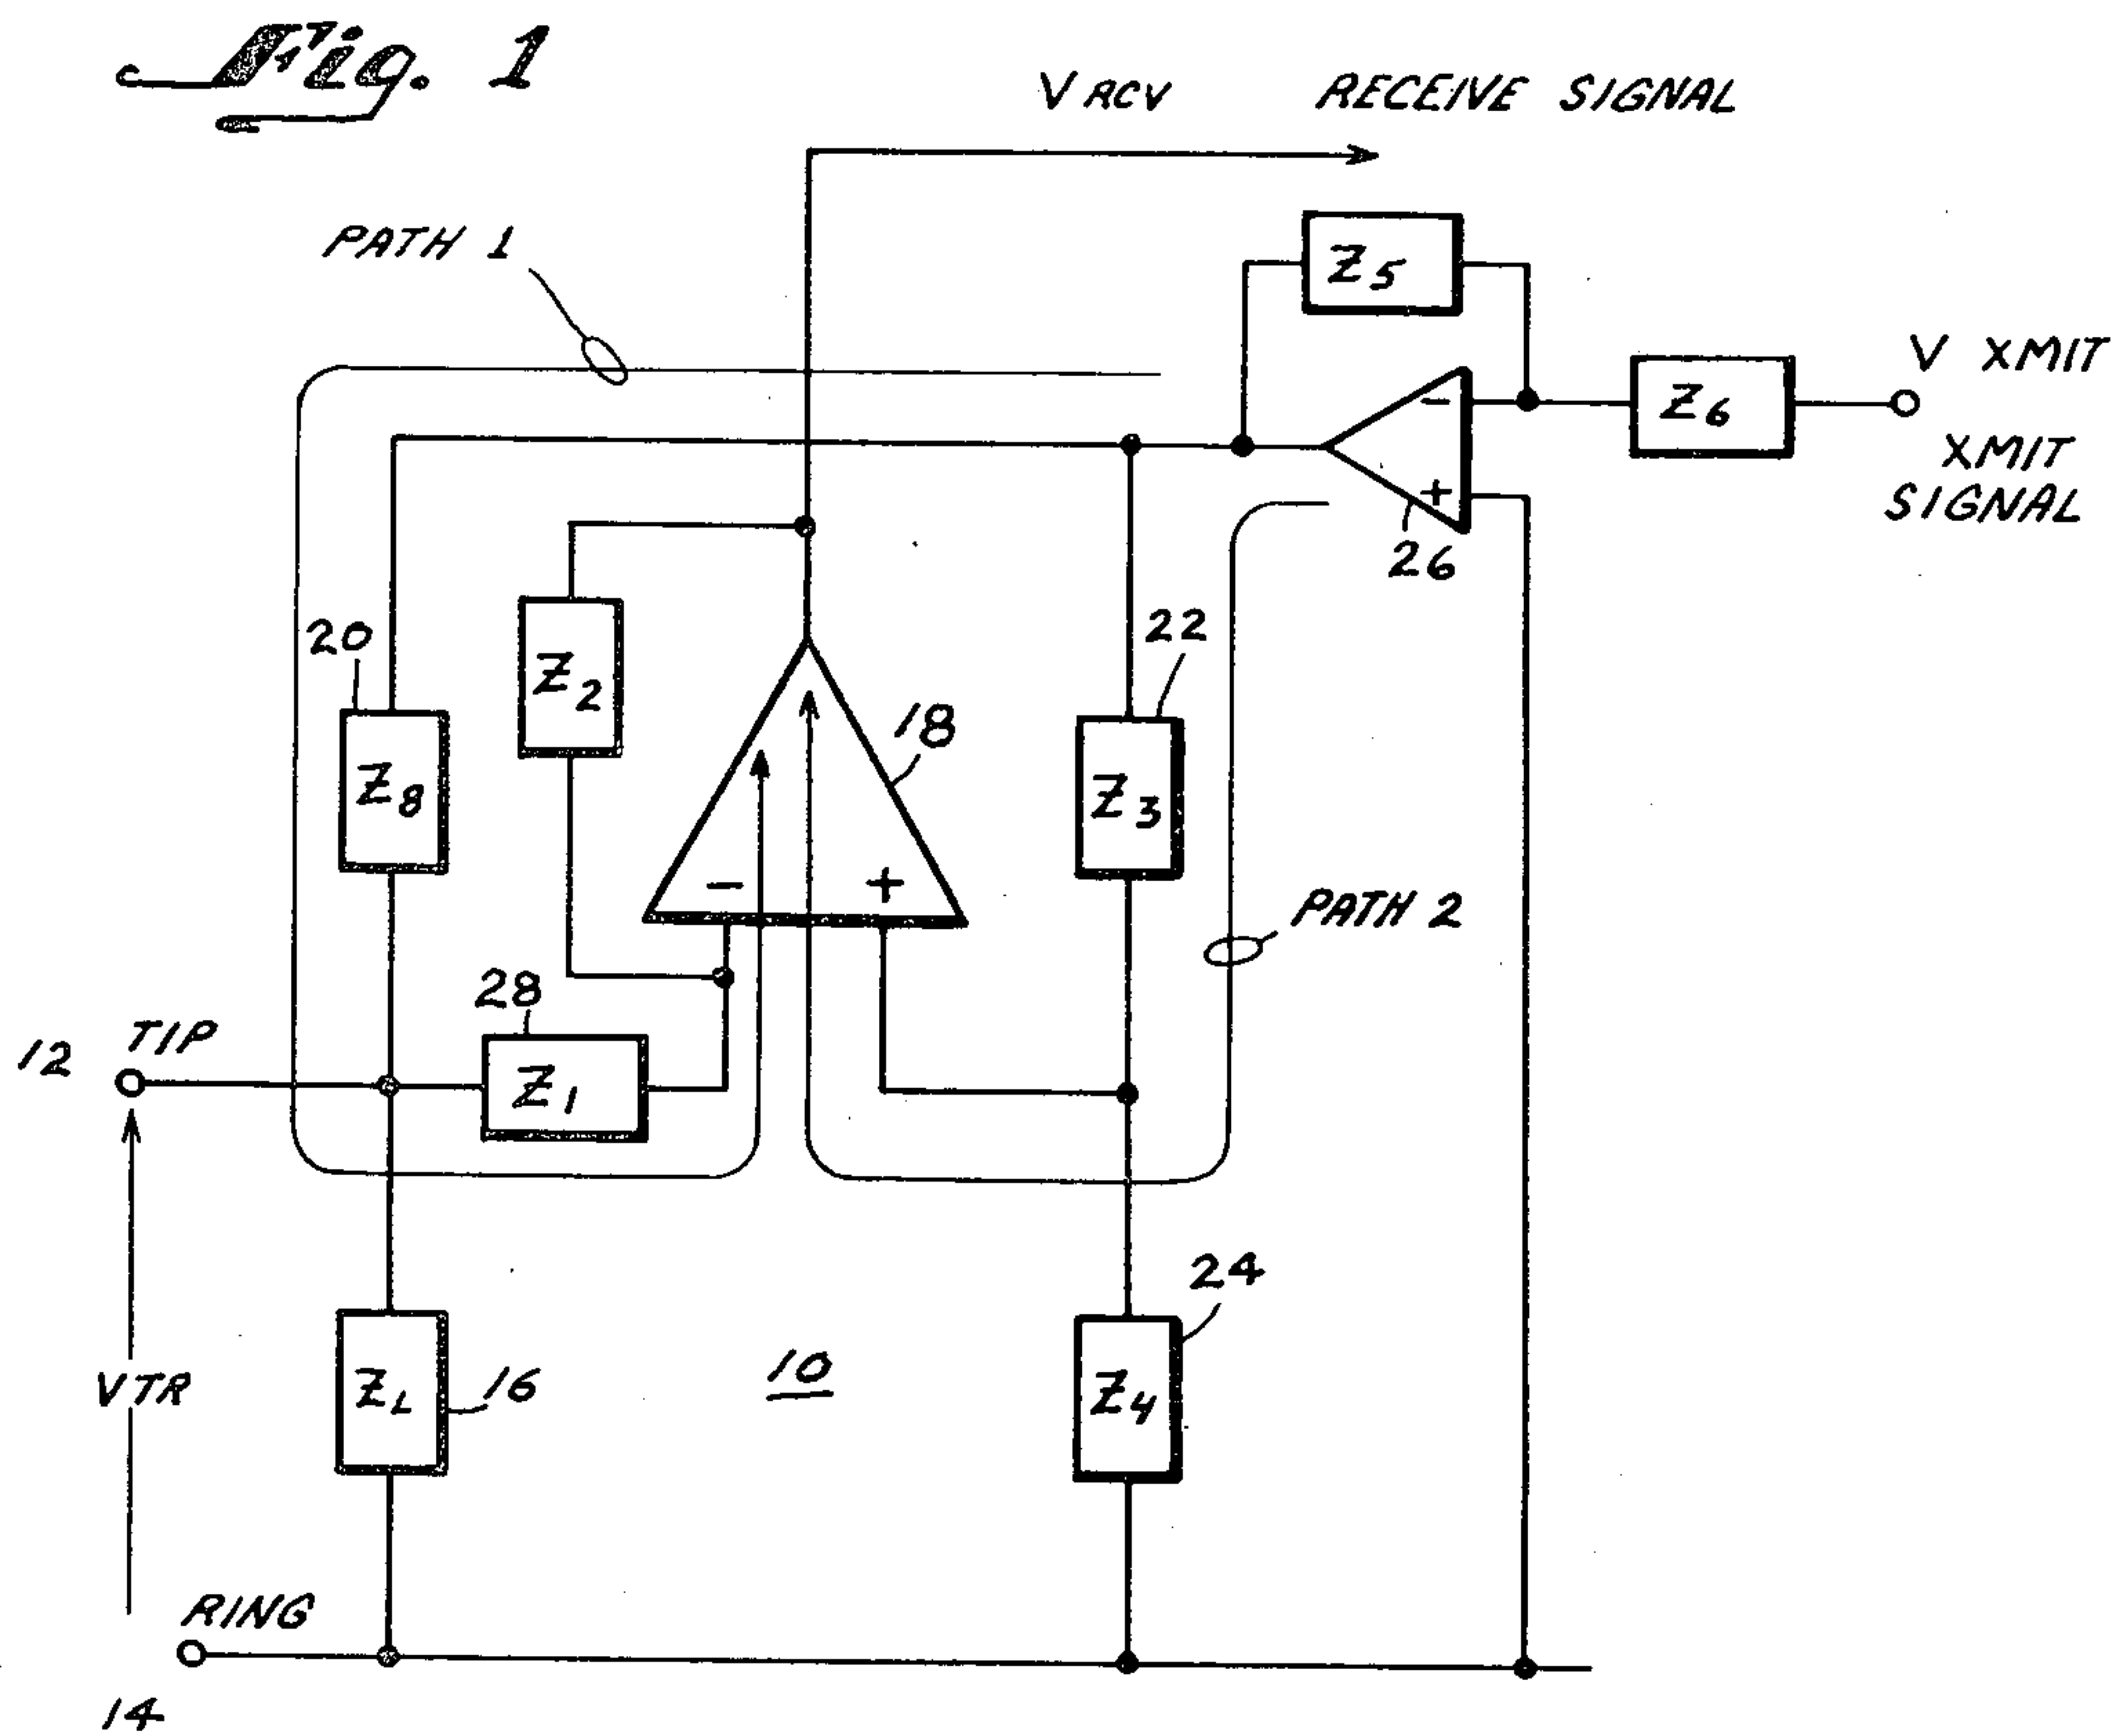 Fig. 1
V RCV RECEIVE SIGNAL
PATH 1
Z5
V XMIT
Z6
XMIT
SIGNAL
-
+
26
20
22
Z2
18
Z8
Z3
- +
PATH 2
28
12 TIP
Z1
24
VTR
ZL
16
10
Z4
RING
14